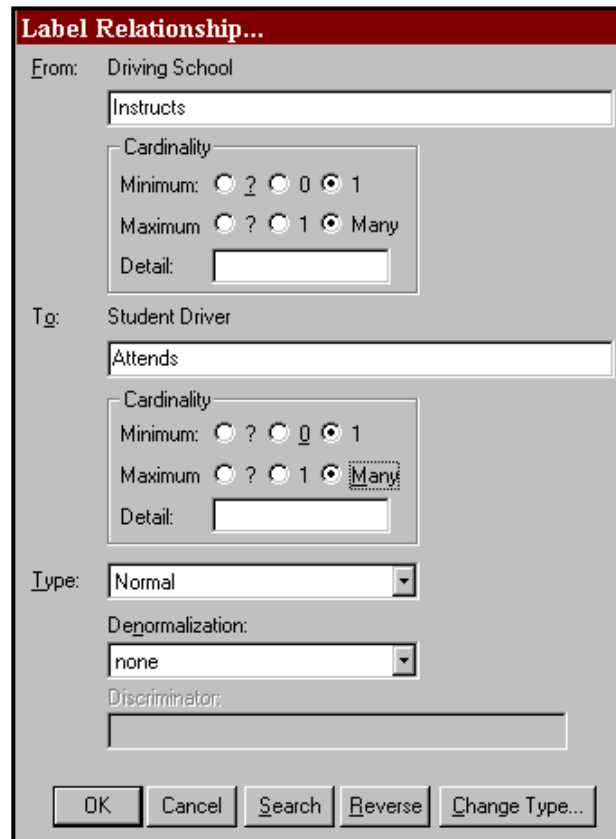 Label Relationship...
From: Driving School
Instructs
Cardinality
Minimum: ? 0 1
Maximum ? 1 Many
Detail:
To: Student Driver
Attends
Cardinality
Minimum: ? 0 1
Maximum ? 1 Many
Detail:
Type: Normal
Denormalization:
none
Discriminator:
OK Cancel Search Reverse Change Type...